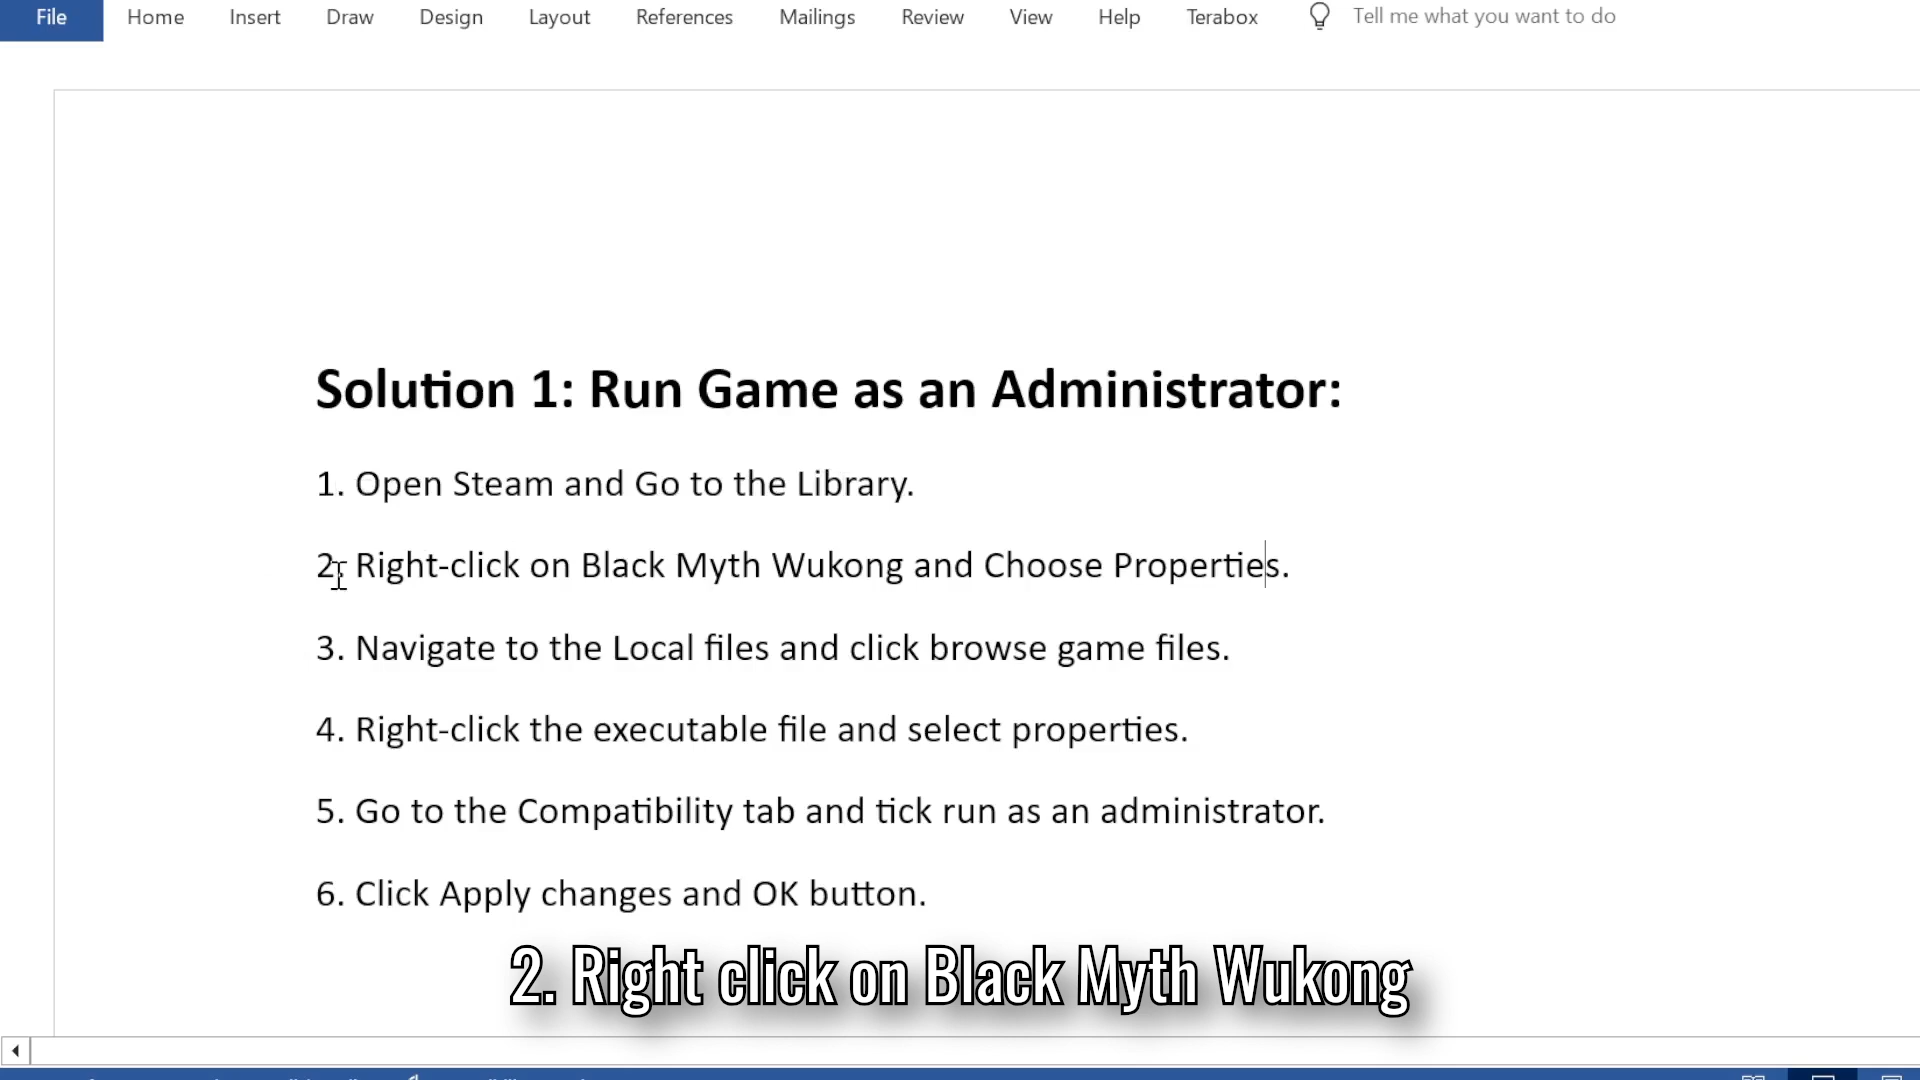 File Home Insert Draw Design Layout References Mailings Review View Help Terabox Tell me what you want to do
Solution 1: Run Game as an Administrator:
1. Open Steam and Go to the Library.
2. Right-click on Black Myth Wukong and Choose Properties.
3. Navigate to the Local files and click browse game files.
4. Right-click the executable file and select properties.
5. Go to the Compatibility tab and tick run as an administrator.
6. Click Apply changes and OK button.
2. Right click on Black Myth Wukong